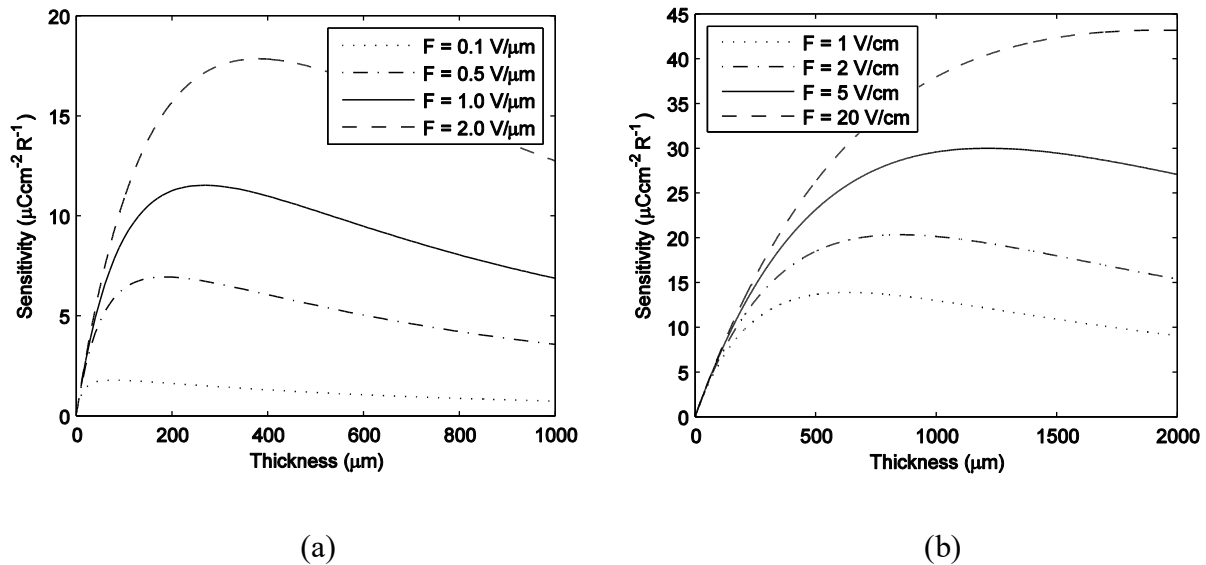 20
15
10
5
0
Sensitivity (μCcm⁻² R⁻¹)
F = 0.1 V/μm
F = 0.5 V/μm
F = 1.0 V/μm
F = 2.0 V/μm
0 200 400 600 800 1000
Thickness (μm)
(a)
45
40
35
30
25
20
15
10
5
0
Sensitivity (μCcm⁻² R⁻¹)
F = 1 V/cm
F = 2 V/cm
F = 5 V/cm
F = 20 V/cm
0 500 1000 1500 2000
Thickness (μm)
(b)